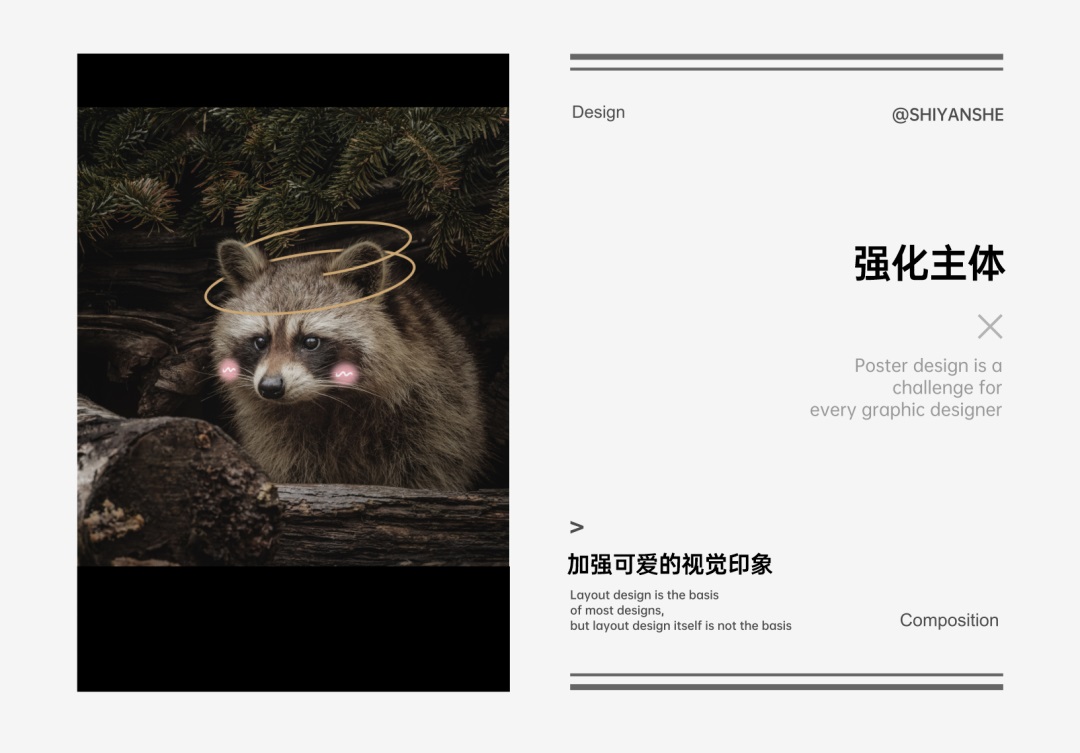 Design
@SHIYANSHE
强化主体
Poster design is a
challenge for
every graphic designer
>
加强可爱的视觉印象
Layout design is the basis
of most designs,
but layout design itself is not the basis
Composition